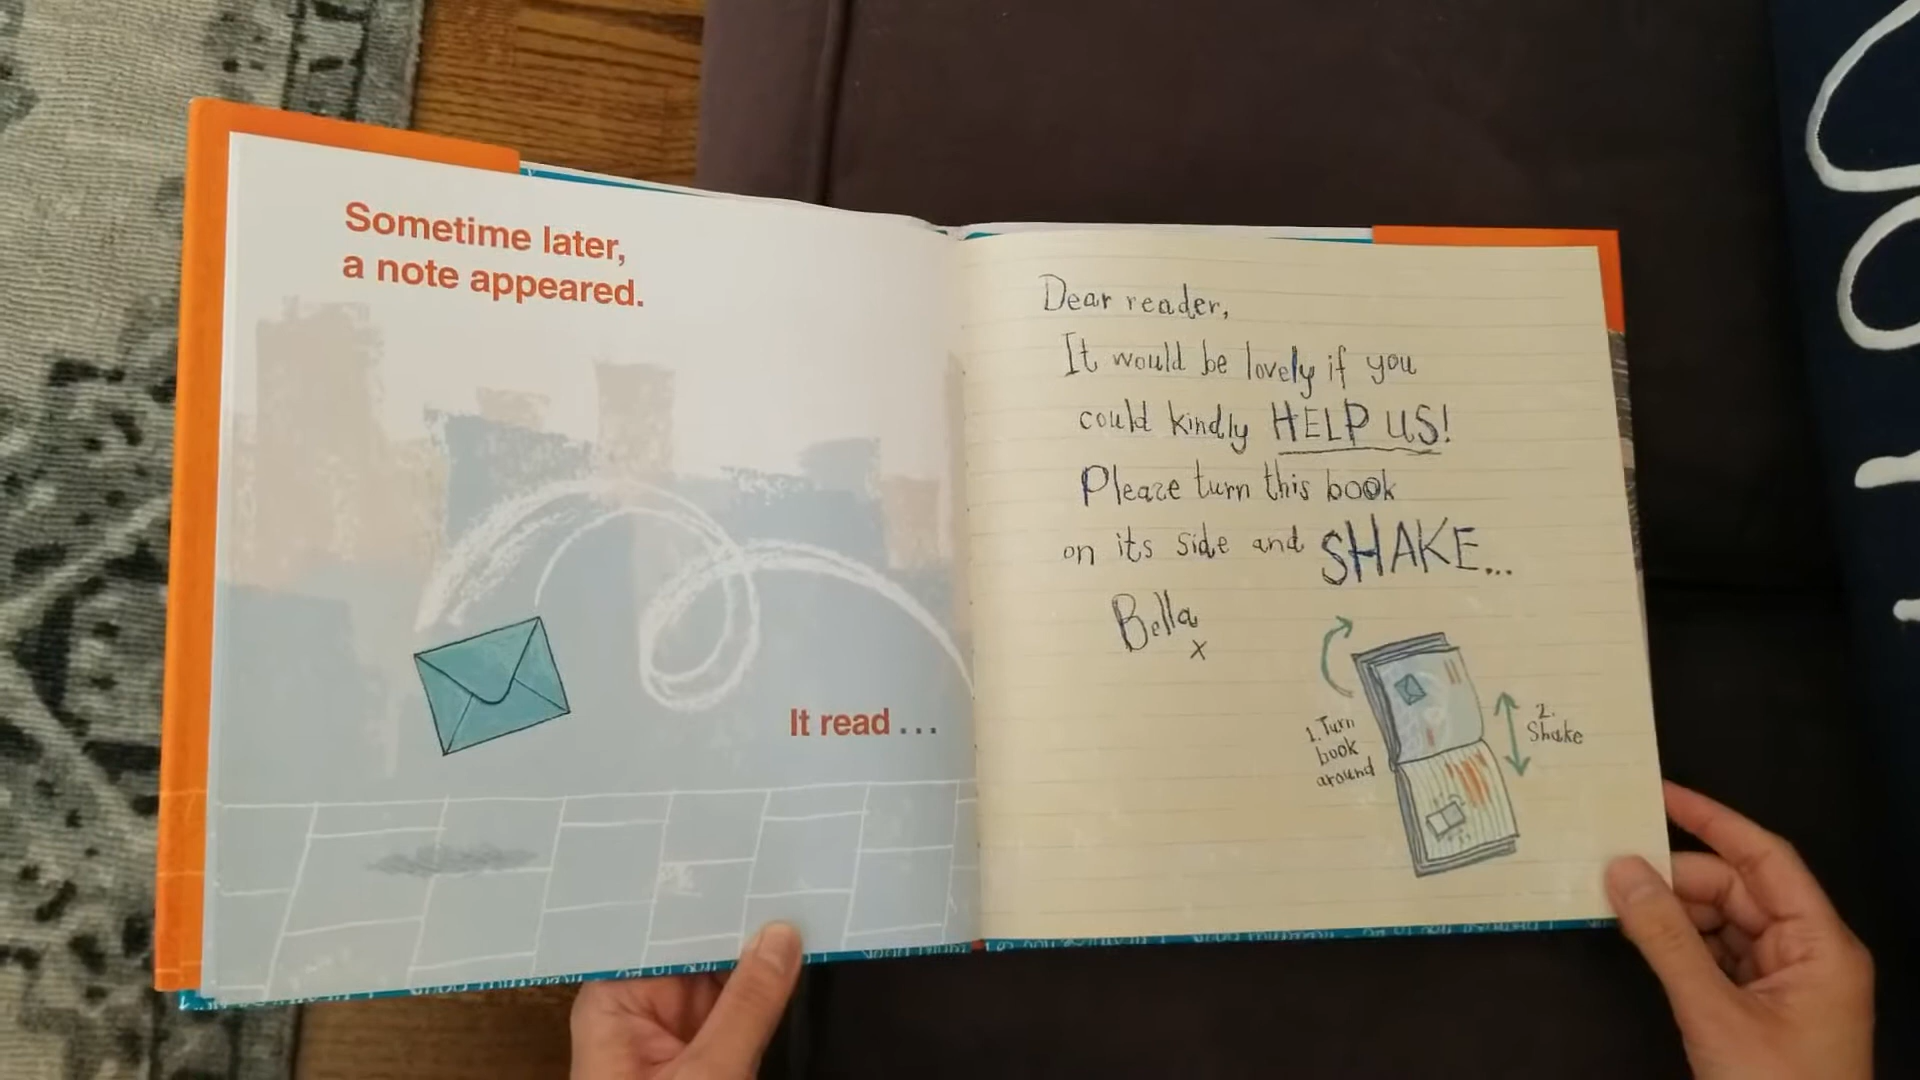 Sometime later,
a note appeared.
It read . . .
Dear reader,
It would be lovely if you
could kindly HELP US!
Please turn this book
on its side and SHAKE...
Bella
x
1. Turn
book
around
2.
Shake